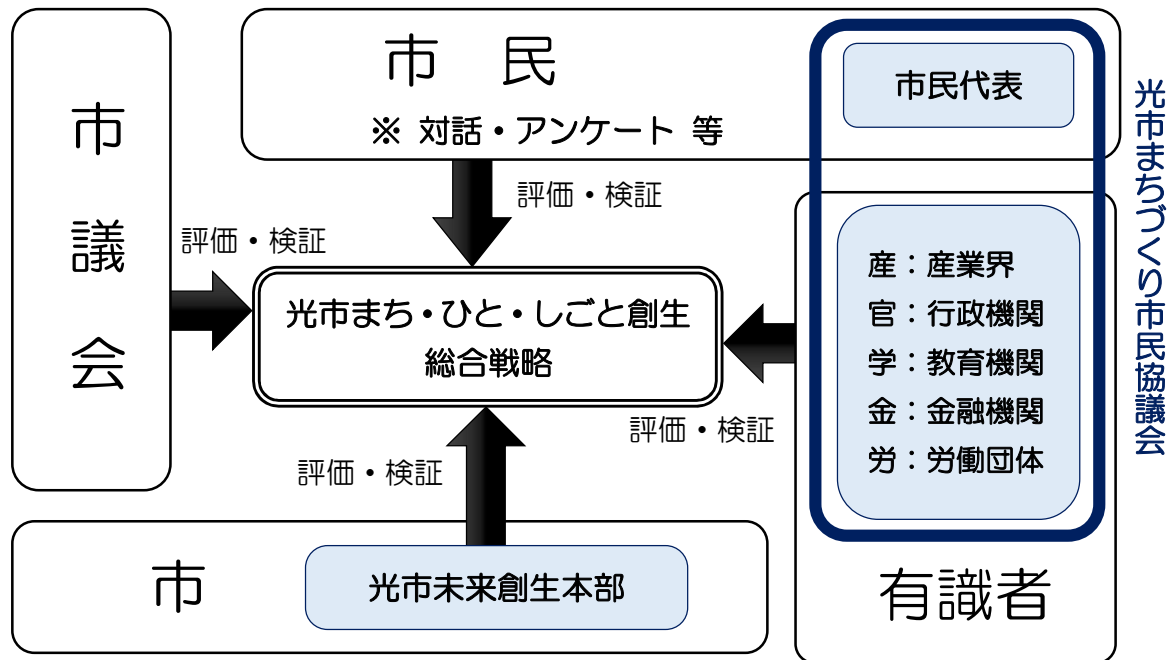 市議会
市　民
※ 対話・アンケート 等
市民代表
光市まちづくり市民協議会
評価・検証
評価・検証
光市まち・ひと・しごと創生
総合戦略
産：産業界
官：行政機関
学：教育機関
金：金融機関
労：労働団体
評価・検証
評価・検証
市
光市未来創生本部
有識者